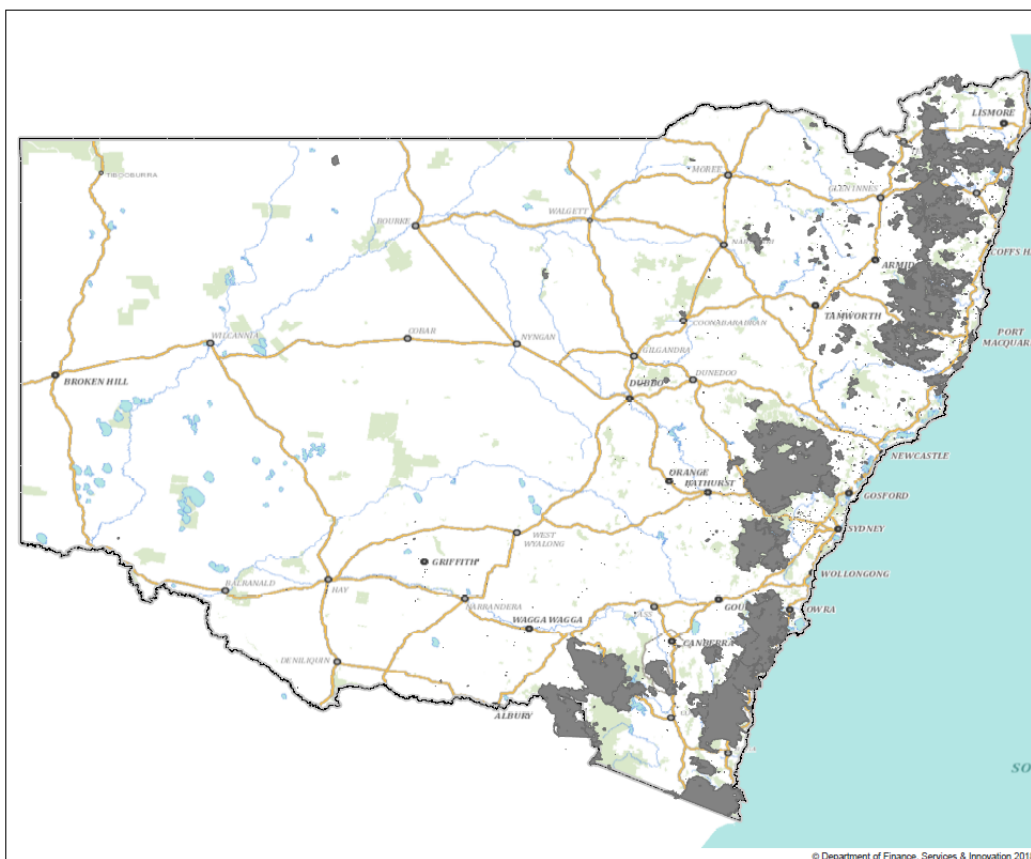 LISMORE
TIBOOBURRA
MOREE
GLEN INNES
WALGETT
BOURKE
COFFS H
ARMID
TAMWORTH
COONABARABRAN
WILCANNIA
COBAR
NYNGAN
PORT
MACQUAR
GILGANDRA
BROKEN HILL
DUBBO
DUNEDOO
NEWCASTLE
ORANGE
BATHURST
GOSFORD
SYDNEY
WEST
WYALONG
GRIFFITH
WOLLONGONG
BALRANALD
HAY
NARRANDERA
GOUL
OWRA
WAGGA WAGGA
CANBERRA
DENILIQUIN
ALBURY
SO
© Department of Finance, Services & Innovation 201